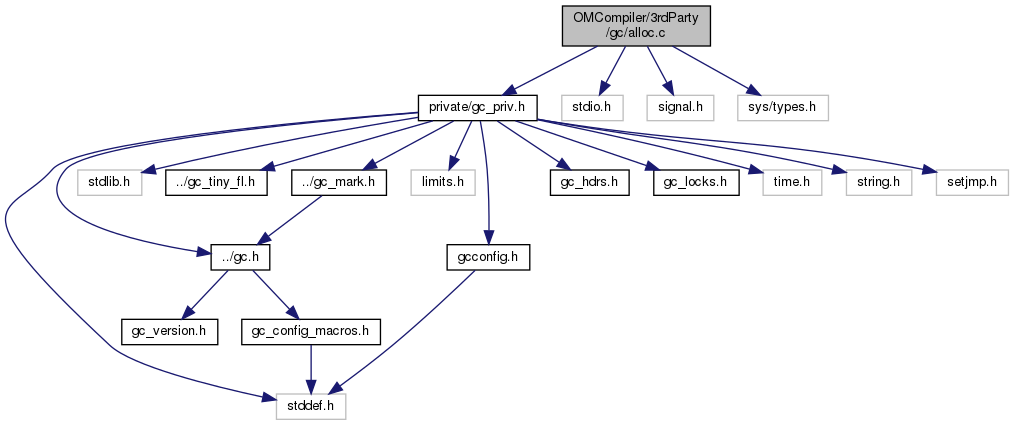 OMCompiler/3rdParty
/gc/alloc.c
private/gc_priv.h
stdio.h
signal.h
sys/types.h
stdlib.h
../gc_tiny_fl.h
../gc_mark.h
limits.h
gc_hdrs.h
gc_locks.h
time.h
string.h
setjmp.h
../gc.h
gcconfig.h
gc_version.h
gc_config_macros.h
stddef.h